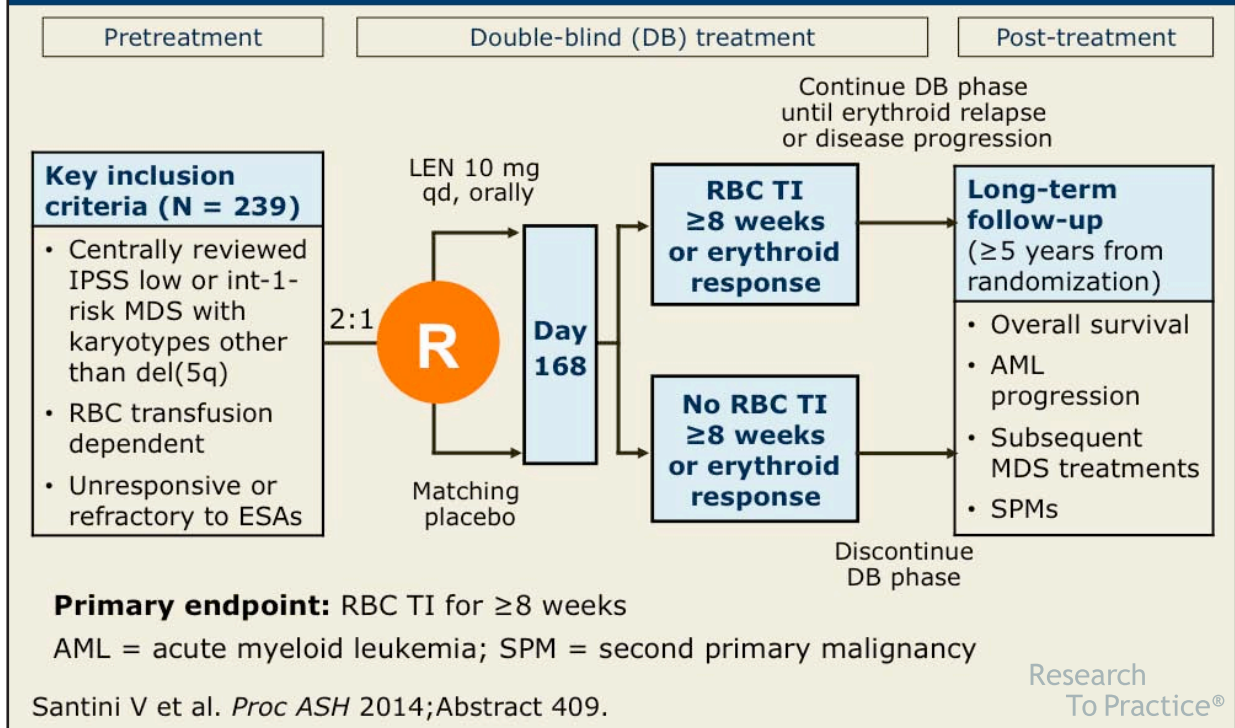 Pretreatment
Double-blind (DB) treatment
Post-treatment
Continue DB phase
until erythroid relapse
or disease progression
Key inclusion
criteria (N = 239)
• Centrally reviewed
IPSS low or int-1-
risk MDS with
karyotypes other
than del(5q)
• RBC transfusion
dependent
• Unresponsive or
refractory to ESAs
2:1
R
LEN 10 mg
qd, orally
Matching
placebo
Day
168
RBC TI
≥8 weeks
or erythroid
response
No RBC TI
≥8 weeks
or erythroid
response
Discontinue
DB phase
Long-term
follow-up
(≥5 years from
randomization)
• Overall survival
• AML
progression
• Subsequent
MDS treatments
• SPMs
Primary endpoint: RBC TI for ≥8 weeks
AML = acute myeloid leukemia; SPM = second primary malignancy
Santini V et al. Proc ASH 2014;Abstract 409.
Research
To Practice®